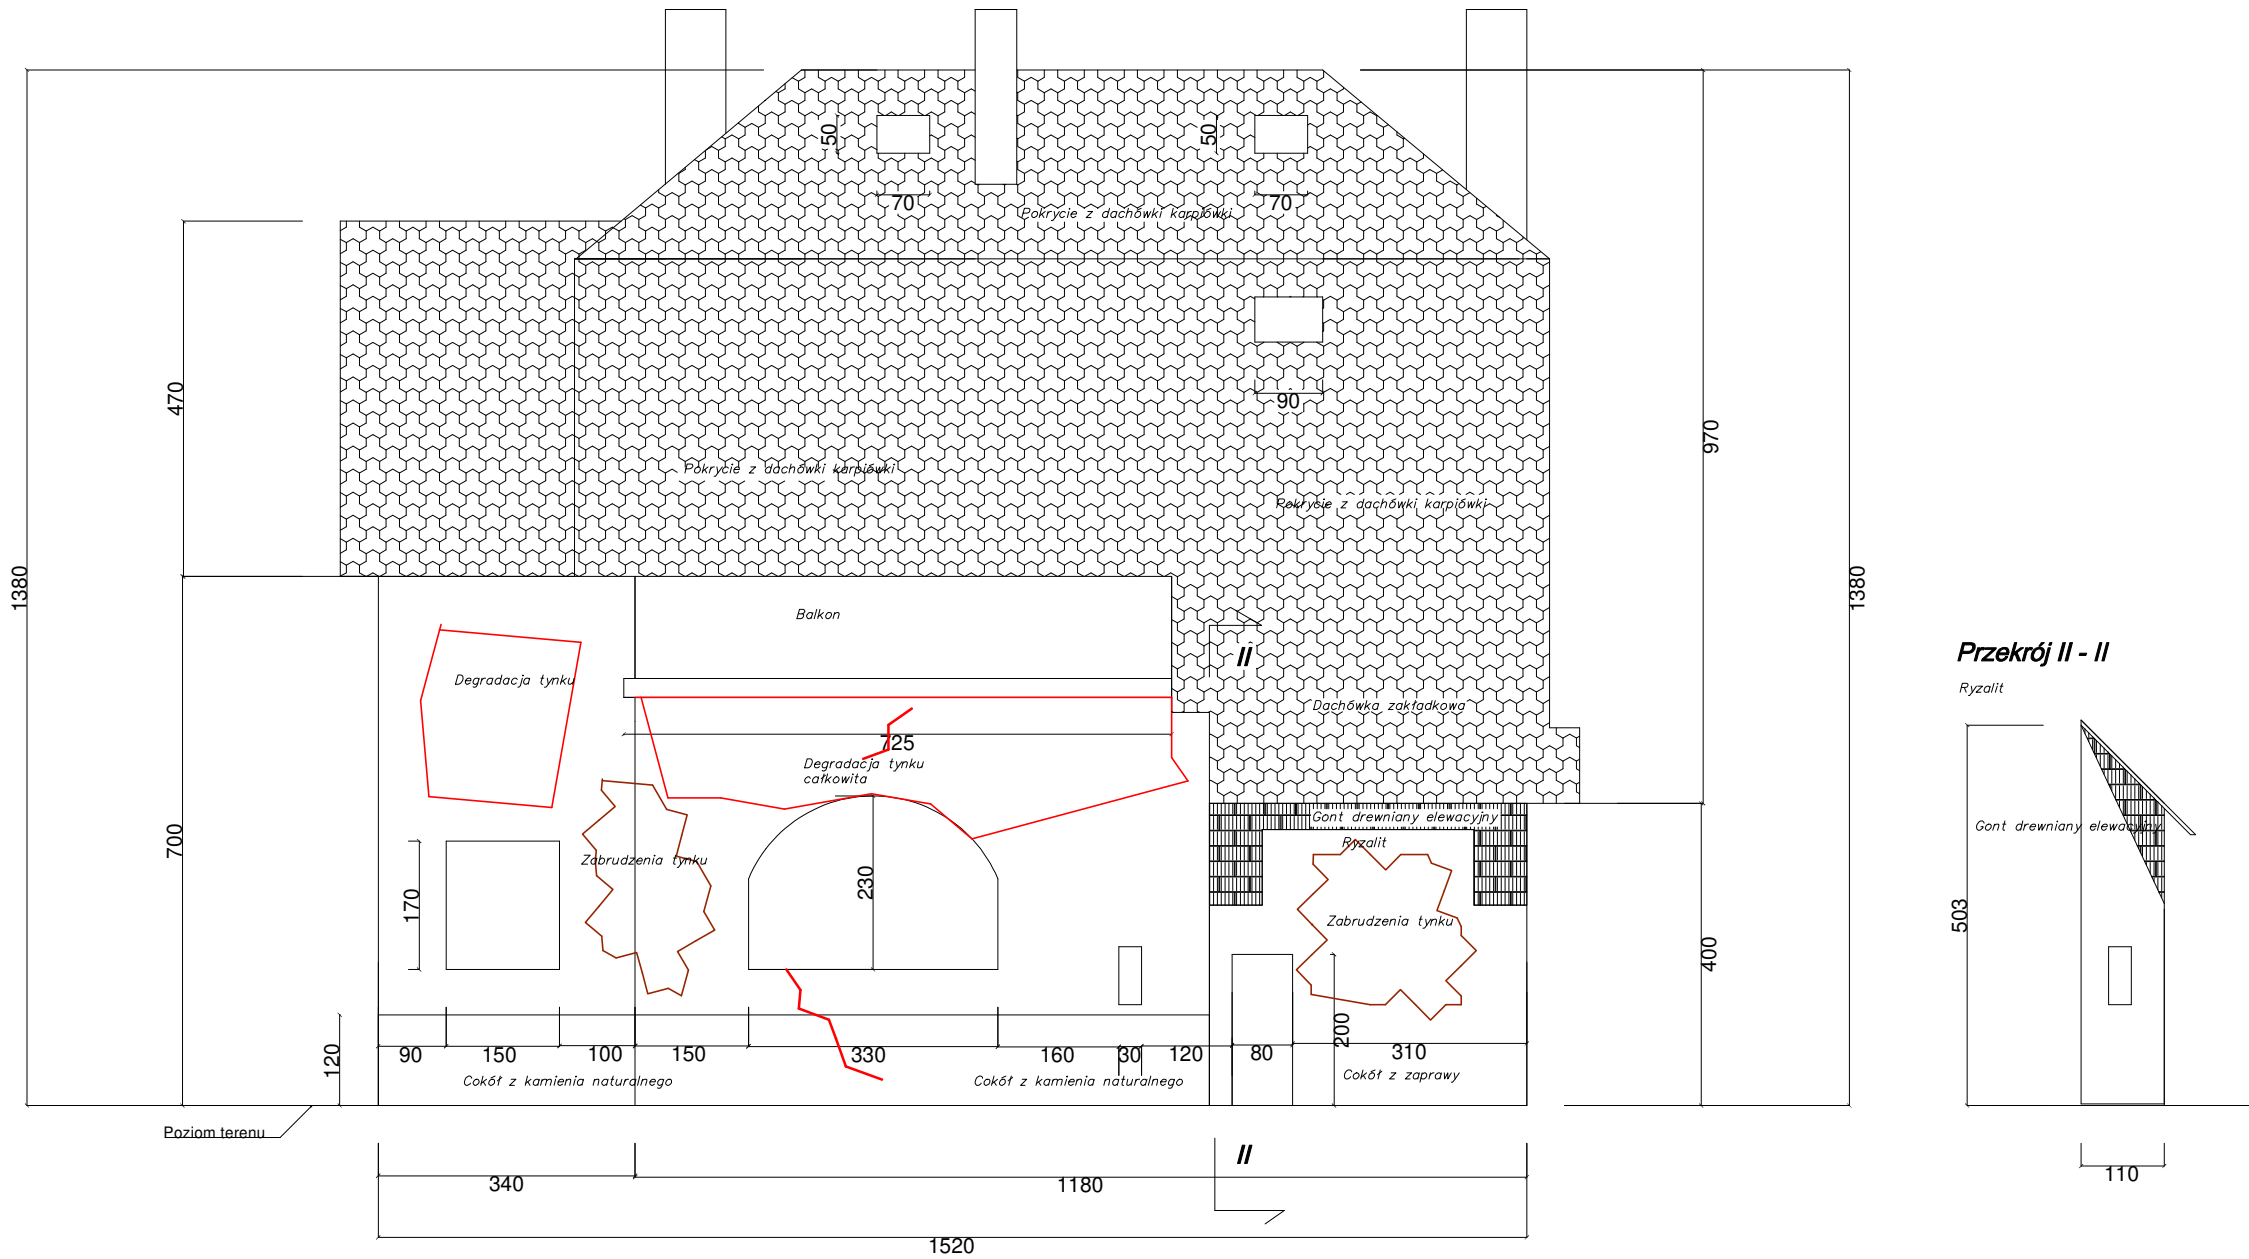 50
50
70
70
Pokrycie z dachówki karpiówki
90
470
970
Pokrycie z dachówki karpiówki
Pokrycie z dachówki karpiówki
1380
1380
Balkon
II
Przekrój II - II
Degradacja tynku
Ryzalit
Dachówka zakładkowa
725
Degradacja tynku
całkowita
Gont drewniany elewacyjny
Gont drewniany elewacyjny
700
Ryzalit
Zabrudzenia tynku
230
170
503
Zabrudzenia tynku
400
200
120
90
150
100
150
330
160
30
120
80
310
Cokół z kamienia naturalnego
Cokół z kamienia naturalnego
Cokół z zaprawy
Poziom terenu
II
110
340
1180
1520